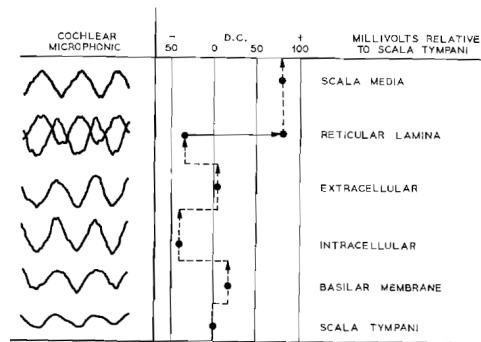 COCHLEAR
MICROPHONIC
− D.C. +
50 0 50 100
MILLIVOLTS RELATIVE
TO SCALA TYMPANI
SCALA MEDIA
RETICULAR LAMINA
EXTRACELLULAR
INTRACELLULAR
BASILAR MEMBRANE
SCALA TYMPANI